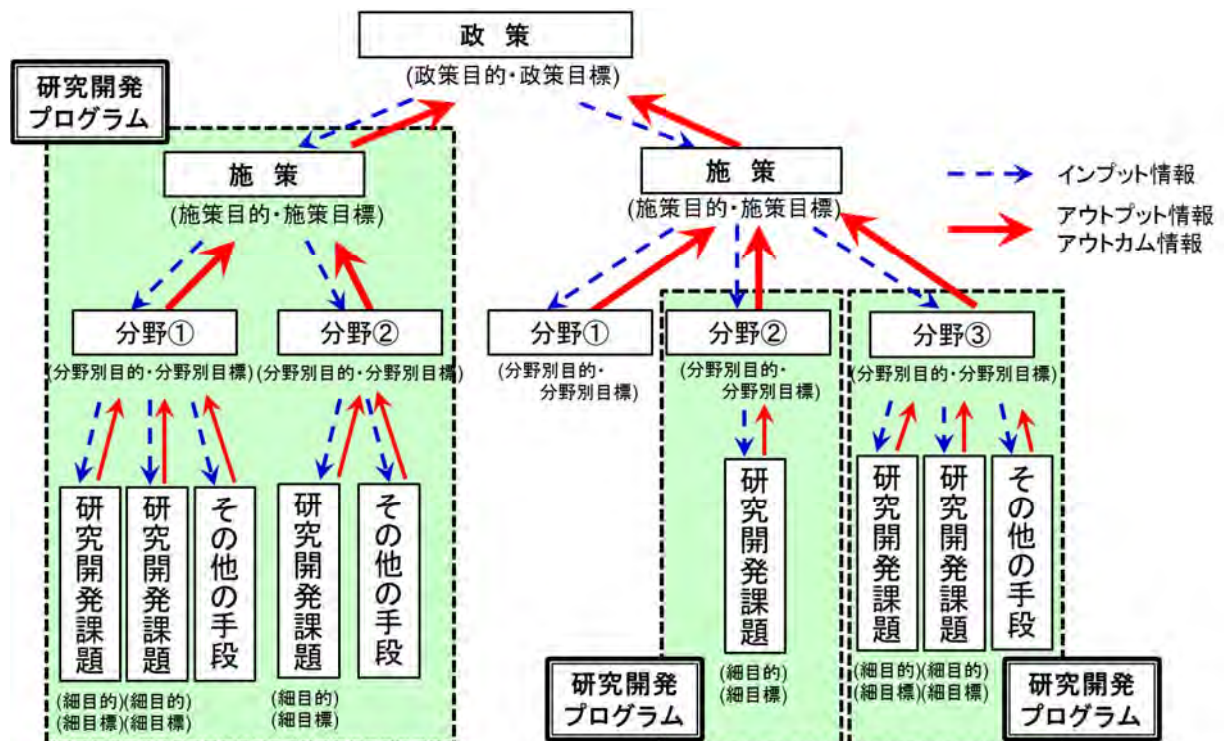 政 策
(政策目的・政策目標)
研究開発
プログラム
施 策
(施策目的・施策目標)
施 策
(施策目的・施策目標)
インプット情報
アウトプット情報
アウトカム情報
分野①
(分野別目的・分野別目標)
分野②
(分野別目的・分野別目標)
分野①
(分野別目的・
分野別目標)
分野②
(分野別目的・
分野別目標)
分野③
(分野別目的・分野別目標)
研究開発課題
研究開発課題
その他の手段
研究開発課題
その他の手段
研究開発課題
研究開発課題
研究開発課題
その他の手段
(細目的)(細目的)
(細目標)(細目標)
(細目的)
(細目標)
(細目的)
(細目標)
(細目的)(細目的)
(細目標)(細目標)
研究開発
プログラム
研究開発
プログラム